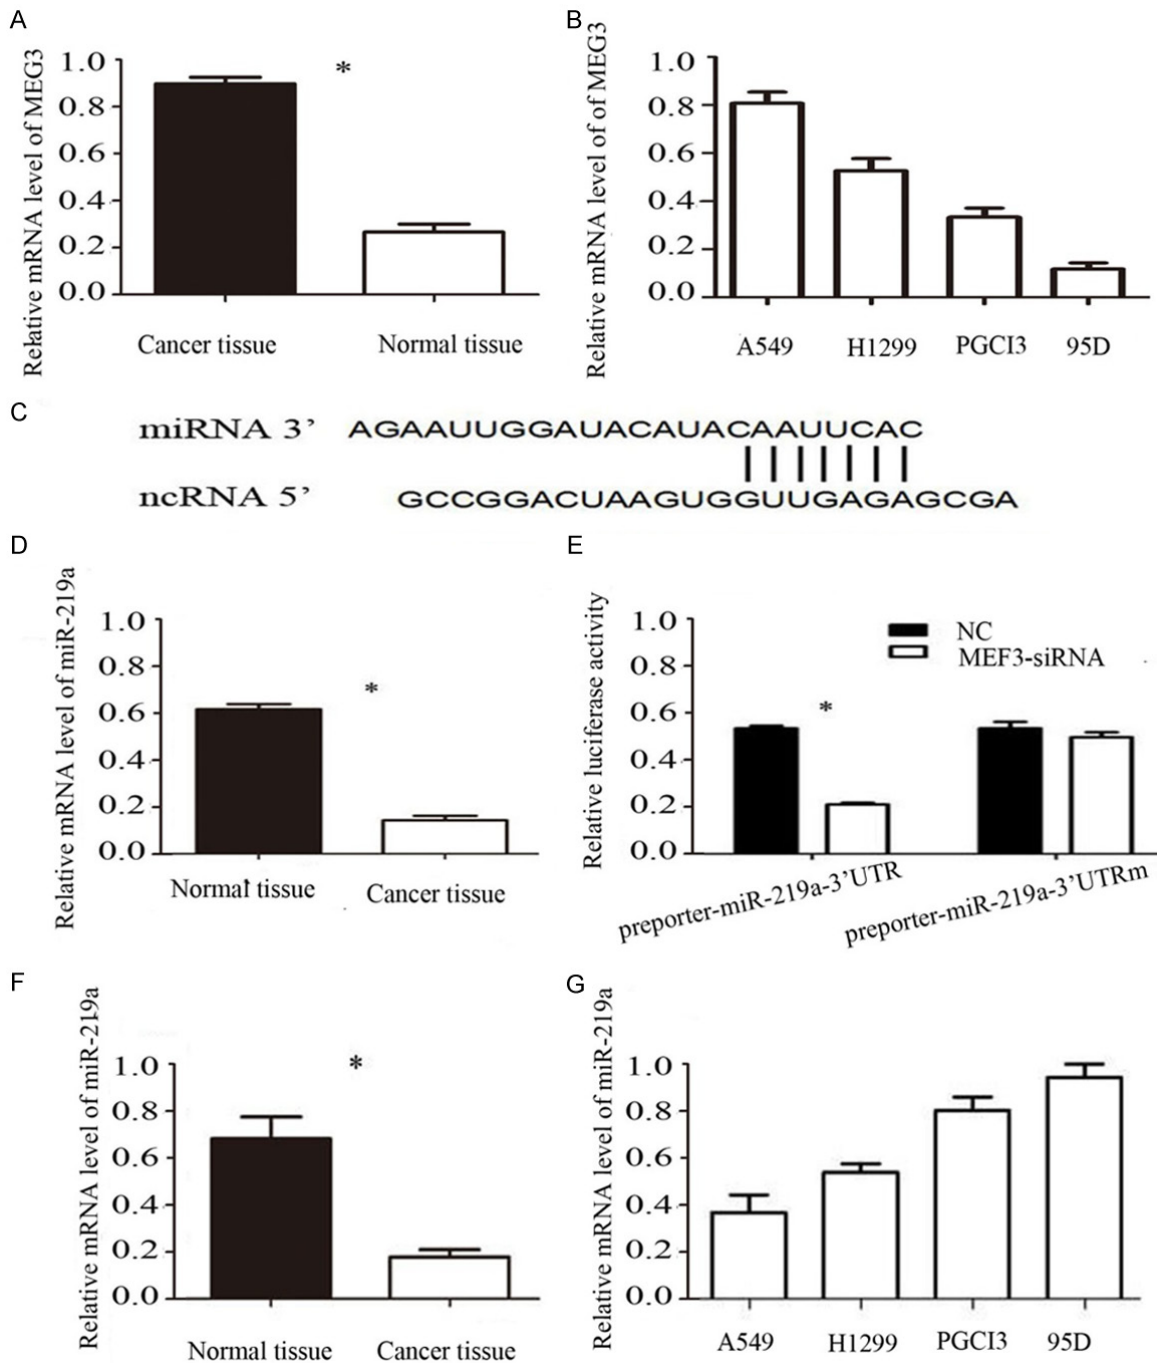 A
Relative mRNA level of MEG3
1.0
0.8
0.6
0.4
0.2
0.0
*
Cancer tissue
Normal tissue
B
Relative mRNA level of of MEG3
1.0
0.8
0.6
0.4
0.2
0.0
A549
H1299
PGCI3
95D
C
miRNA 3’ AGAAUUGGAUACAUACAAUUCAC
ncRNA 5’ GCCGGACUAAGUGGUUGAGAGCGA
D
Relative mRNA level of miR-219a
1.0
0.8
0.6
0.4
0.2
0.0
*
Normal tissue
Cancer tissue
E
Relative luciferase activity
1.0
0.8
0.6
0.4
0.2
0.0
NC
MEF3-siRNA
*
preporter-miR-219a-3’UTR
preporter-miR-219a-3’UTRm
F
Relative mRNA level of miR-219a
1.0
0.8
0.6
0.4
0.2
0.0
*
Normal tissue
Cancer tissue
G
Relative mRNA level of miR-219a
1.0
0.8
0.6
0.4
0.2
0.0
A549
H1299
PGCI3
95D